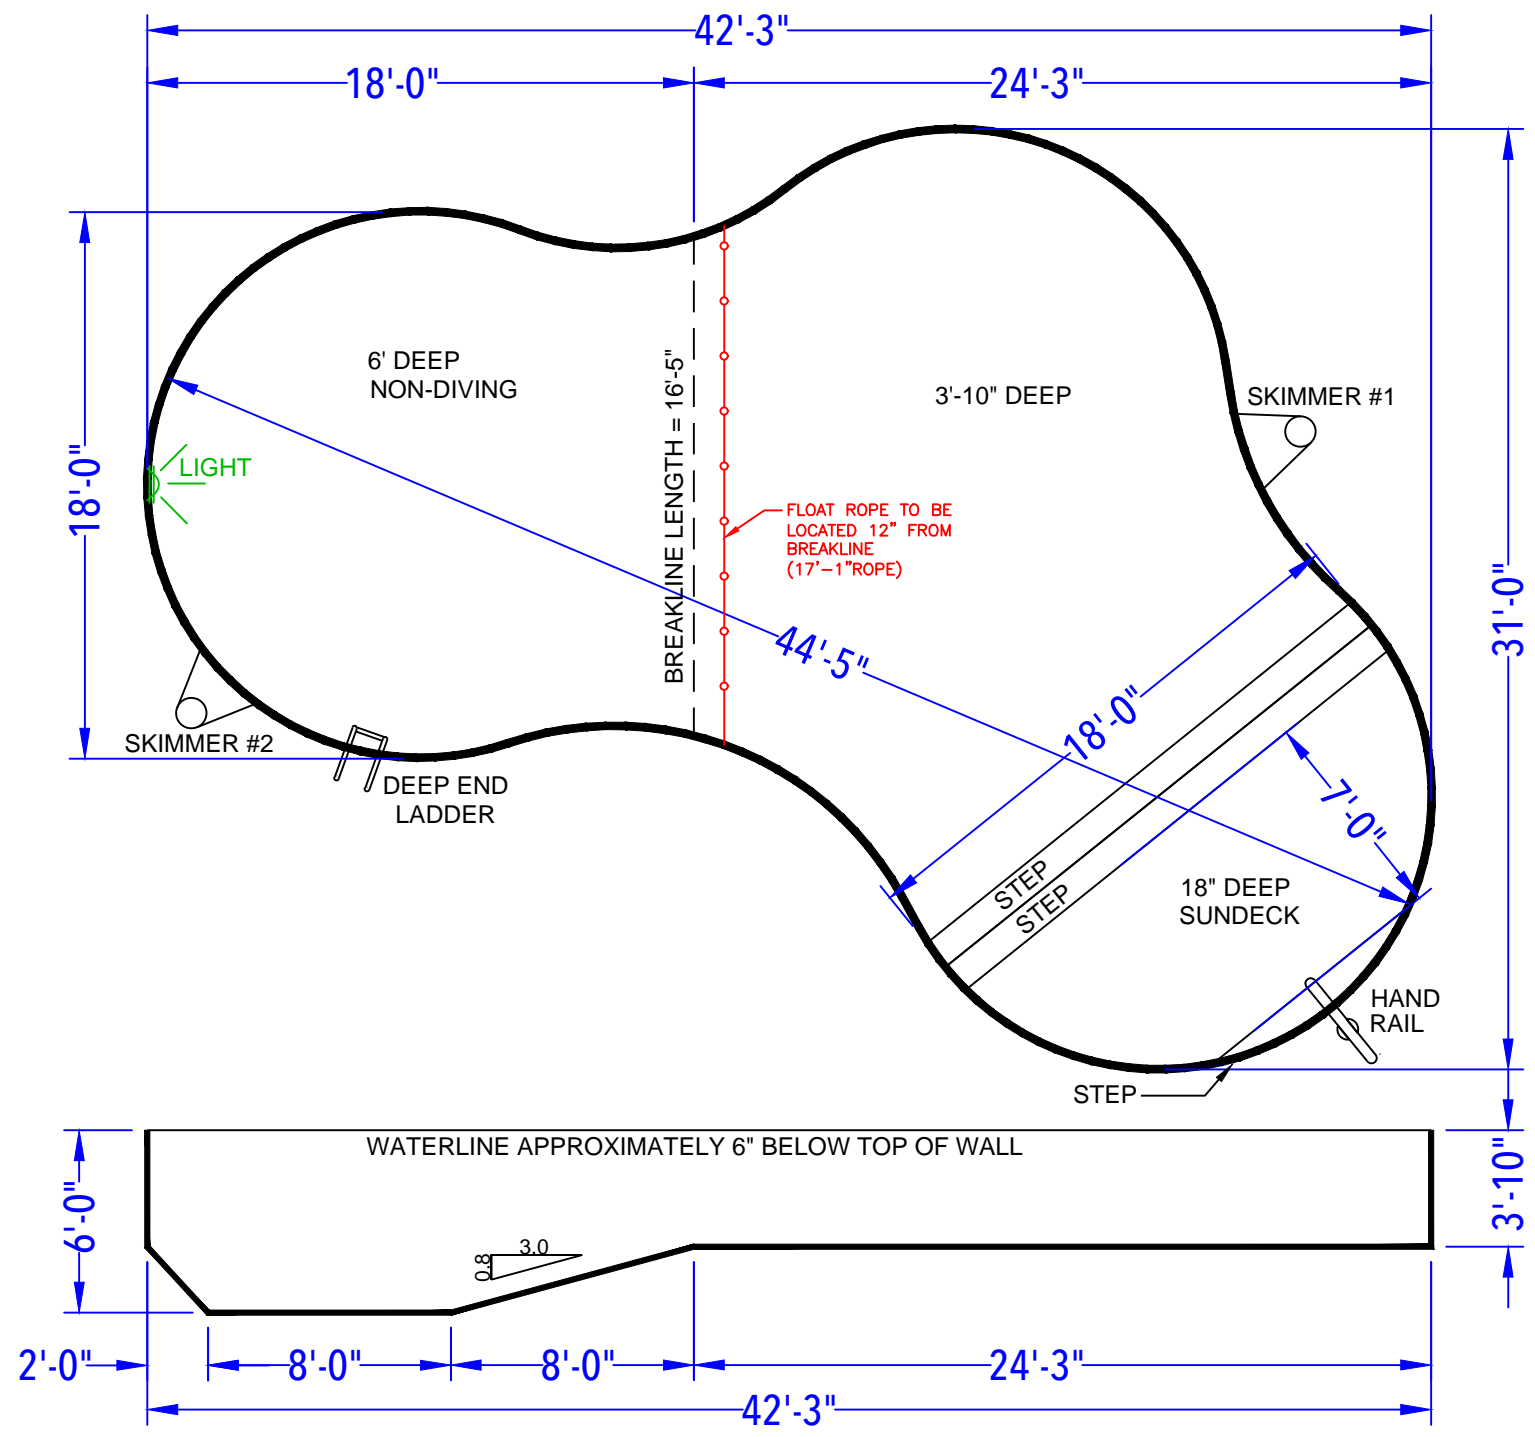 42'-3"
18'-0"
24'-3"
6' DEEP
NON-DIVING
3'-10" DEEP
SKIMMER #1
BREAKLINE LENGTH = 16'-5"
LIGHT
18'-0"
FLOAT ROPE TO BE
LOCATED 12" FROM
BREAKLINE
(17'-1"ROPE)
31'-0"
44'-5"
18'-0"
SKIMMER #2
DEEP END
LADDER
7'-0"
STEP
STEP
18" DEEP
SUNDECK
HAND
RAIL
STEP
WATERLINE APPROXIMATELY 6" BELOW TOP OF WALL
6'-0"
3'-10"
0.8
3.0
2'-0"
8'-0"
8'-0"
24'-3"
42'-3"